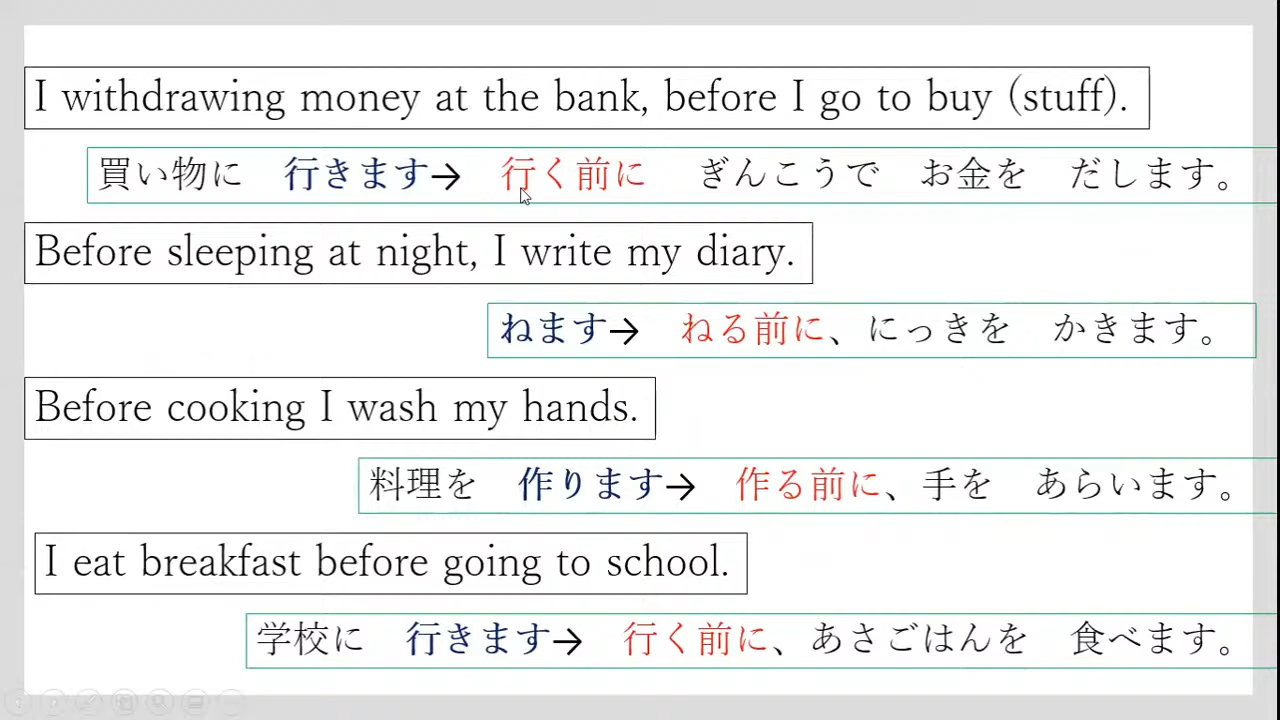 I withdrawing money at the bank, before I go to buy (stuff).
買い物に　行きます→　行く前に　ぎんこうで　お金を　だします。
Before sleeping at night, I write my diary.
ねます→　ねる前に、にっきを　かきます。
Before cooking I wash my hands.
料理を　作ります→　作る前に、手を　あらいます。
I eat breakfast before going to school.
学校に　行きます→　行く前に、あさごはんを　食べます。